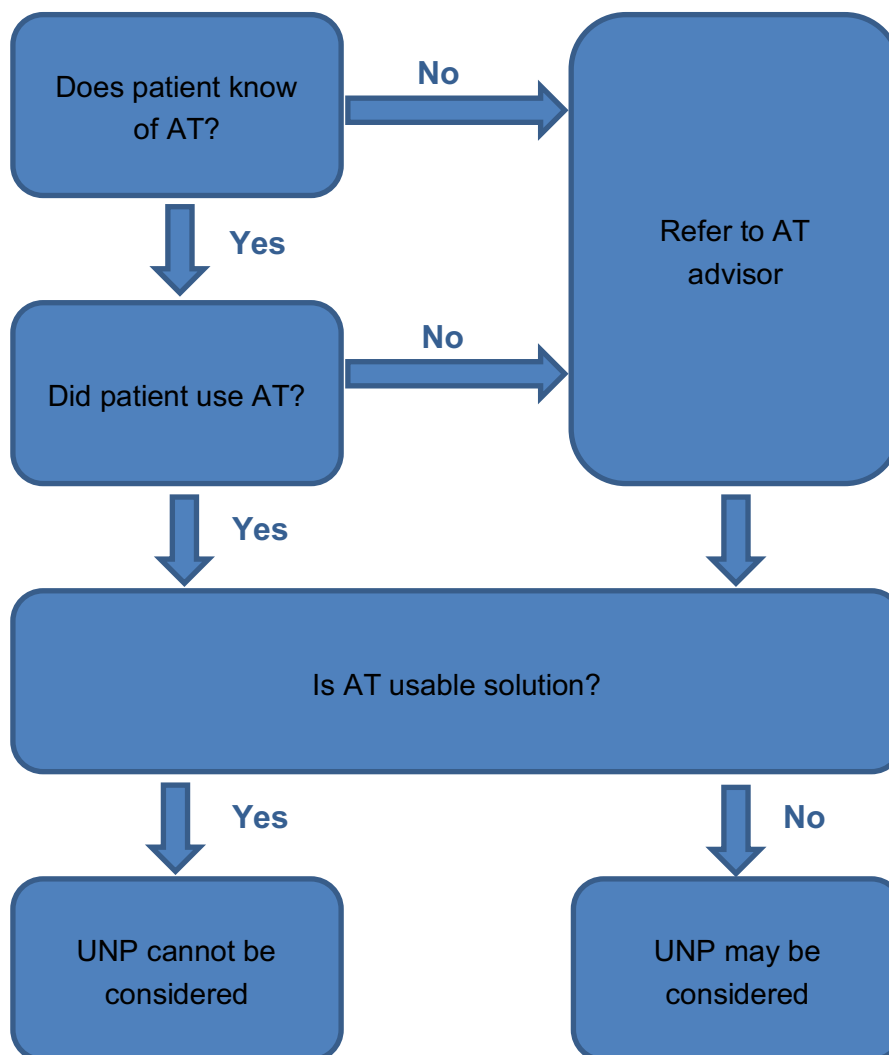 Does patient know
of AT?
No
Refer to AT
advisor
Yes
Did patient use AT?
No
Yes
Is AT usable solution?
Yes
No
UNP cannot be
considered
UNP may be
considered